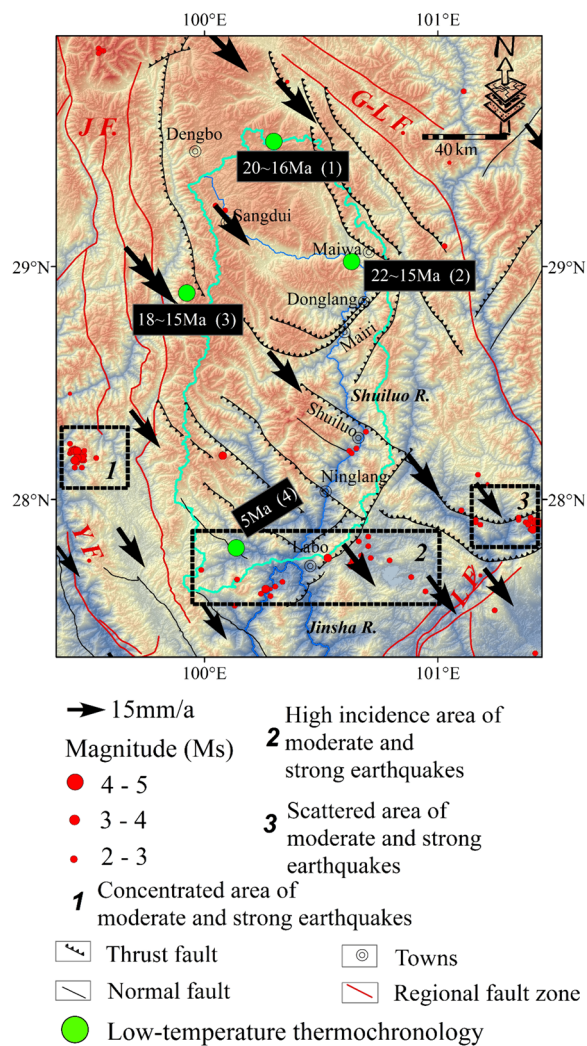 100°E
101°E
N
J F.
G-LF.
Dengbo
40 km
20~16Ma (1)
Sangdui
Maiwa
29°N
29°N
22~15Ma (2)
Donglang
18~15Ma (3)
Mairi
Shuiluo R.
Shuiluo
1
3
Ninglang
28°N
28°N
5Ma (4)
Y F.
Labo
2
LF.
Jinsha R.
100°E
101°E
15mm/a
Magnitude (Ms)
4 - 5
3 - 4
2 - 3
2 High incidence area of
moderate and
strong earthquakes
3 Scattered area of
moderate and strong
earthquakes
1 Concentrated area of
moderate and strong earthquakes
Thrust fault
Towns
Normal fault
Regional fault zone
Low-temperature thermochronology